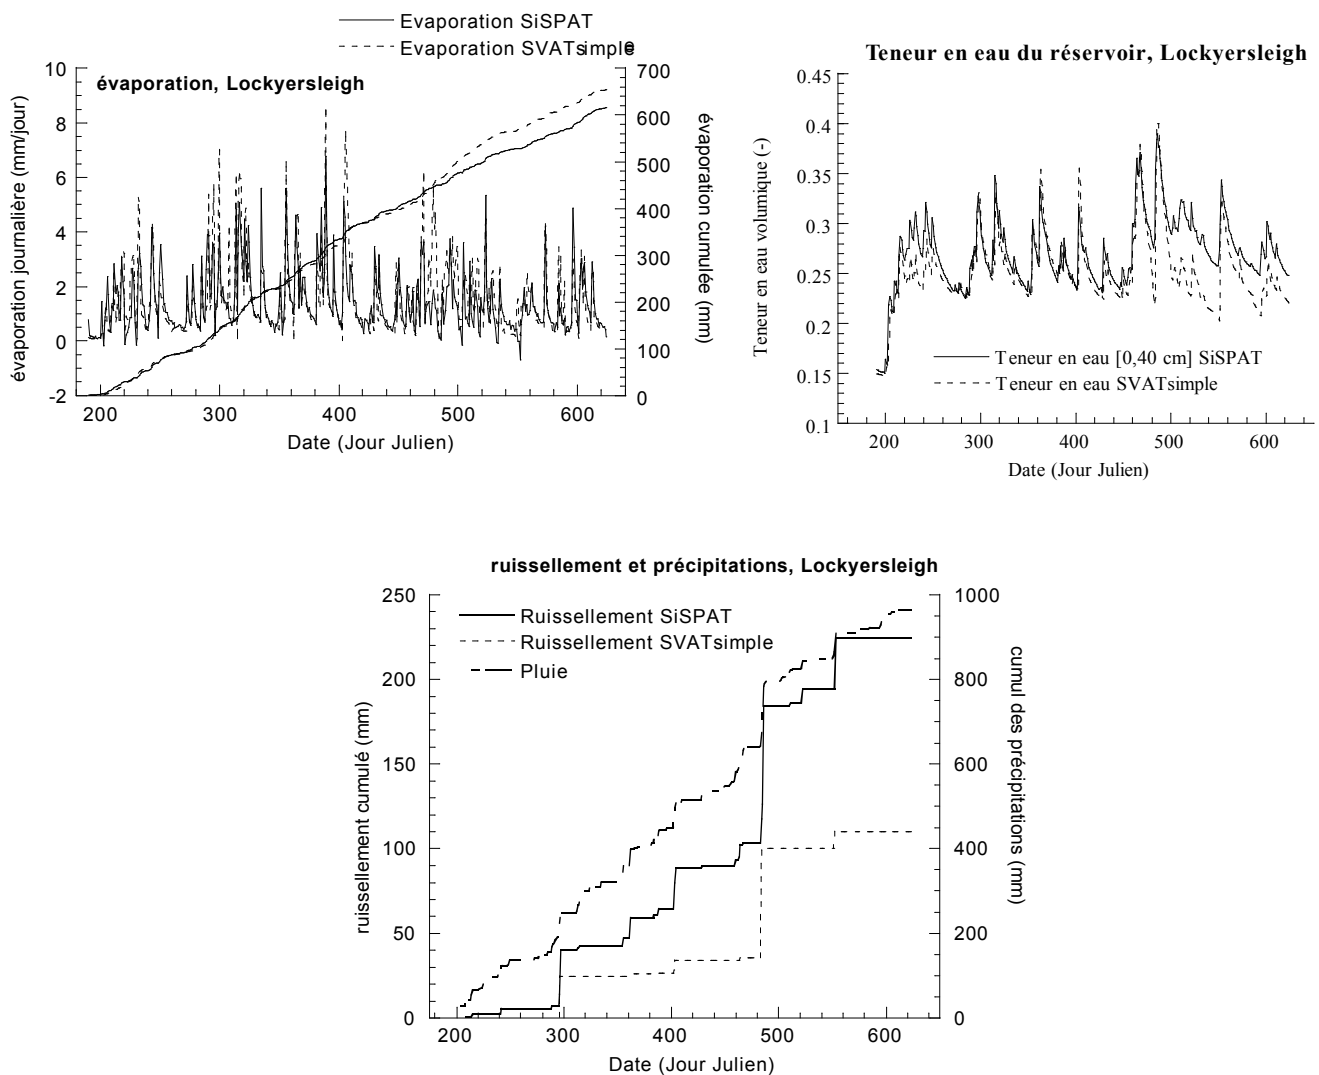 Evaporation SiSPAT
Evaporation SVATsimple
évaporation, Lockyersleigh
10
8
6
4
2
0
-2
évaporation journalière (mm/jour)
700
600
500
400
300
200
100
0
évaporation cumulée (mm)
200 300 400 500 600
Date (Jour Julien)
Teneur en eau du réservoir, Lockyersleigh
0.45
0.4
0.35
0.3
0.25
0.2
0.15
0.1
Teneur en eau volumique (-)
Teneur en eau [0,40 cm] SiSPAT
Teneur en eau SVATsimple
200 300 400 500 600
Date (Jour Julien)
ruissellement et précipitations, Lockyersleigh
250
200
150
100
50
0
ruissellement cumulé (mm)
Ruissellement SiSPAT
Ruissellement SVATsimple
Pluie
1000
800
600
400
200
0
cumul des précipitations (mm)
200 300 400 500 600
Date (Jour Julien)